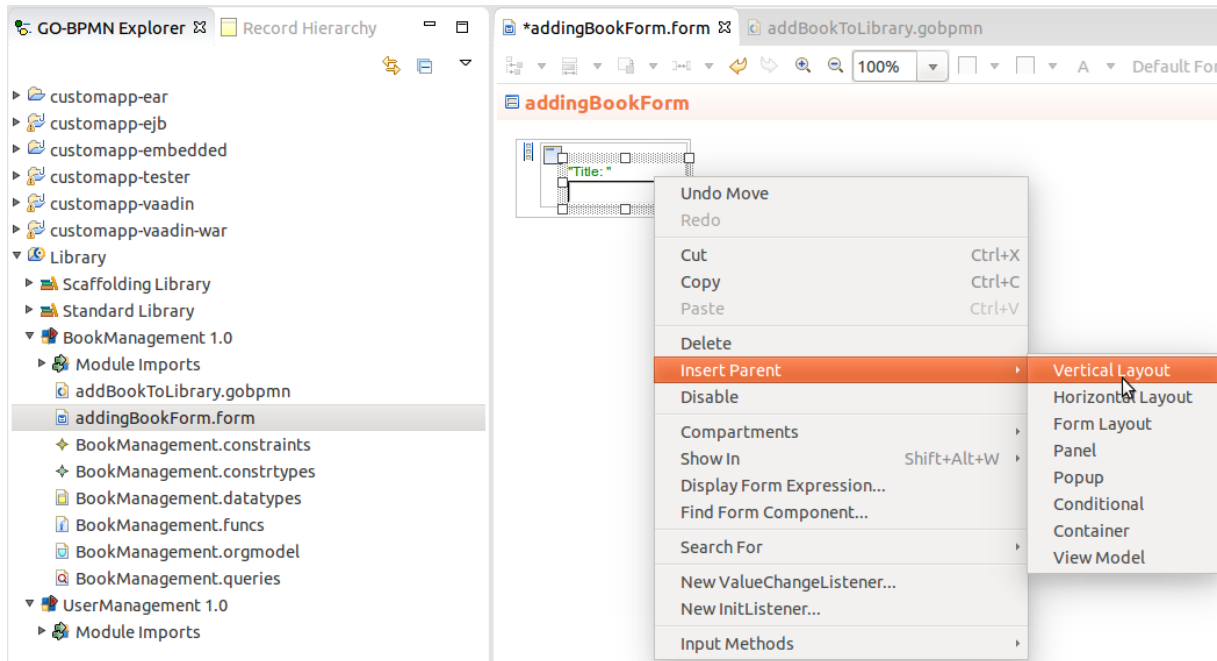 GO-BPMN Explorer
Record Hierarchy
customapp-ear
customapp-ejb
customapp-embedded
customapp-tester
customapp-vaadin
customapp-vaadin-war
Library
Scaffolding Library
Standard Library
BookManagement 1.0
Module Imports
addBookToLibrary.gobpmn
addingBookForm.form
BookManagement.constraints
BookManagement.constrtypes
BookManagement.datatypes
BookManagement.funcs
BookManagement.orgmodel
BookManagement.queries
UserManagement 1.0
Module Imports
*addingBookForm.form
addBookToLibrary.gobpmn
100%
A
Default For
addingBookForm
"Title: "
Undo Move
Redo
Cut Ctrl+X
Copy Ctrl+C
Paste Ctrl+V
Delete
Insert Parent
Disable
Compartments
Show In Shift+Alt+W
Display Form Expression...
Find Form Component...
Search For
New ValueChangeListener...
New InitListener...
Input Methods
Vertical Layout
Horizontal Layout
Form Layout
Panel
Popup
Conditional
Container
View Model